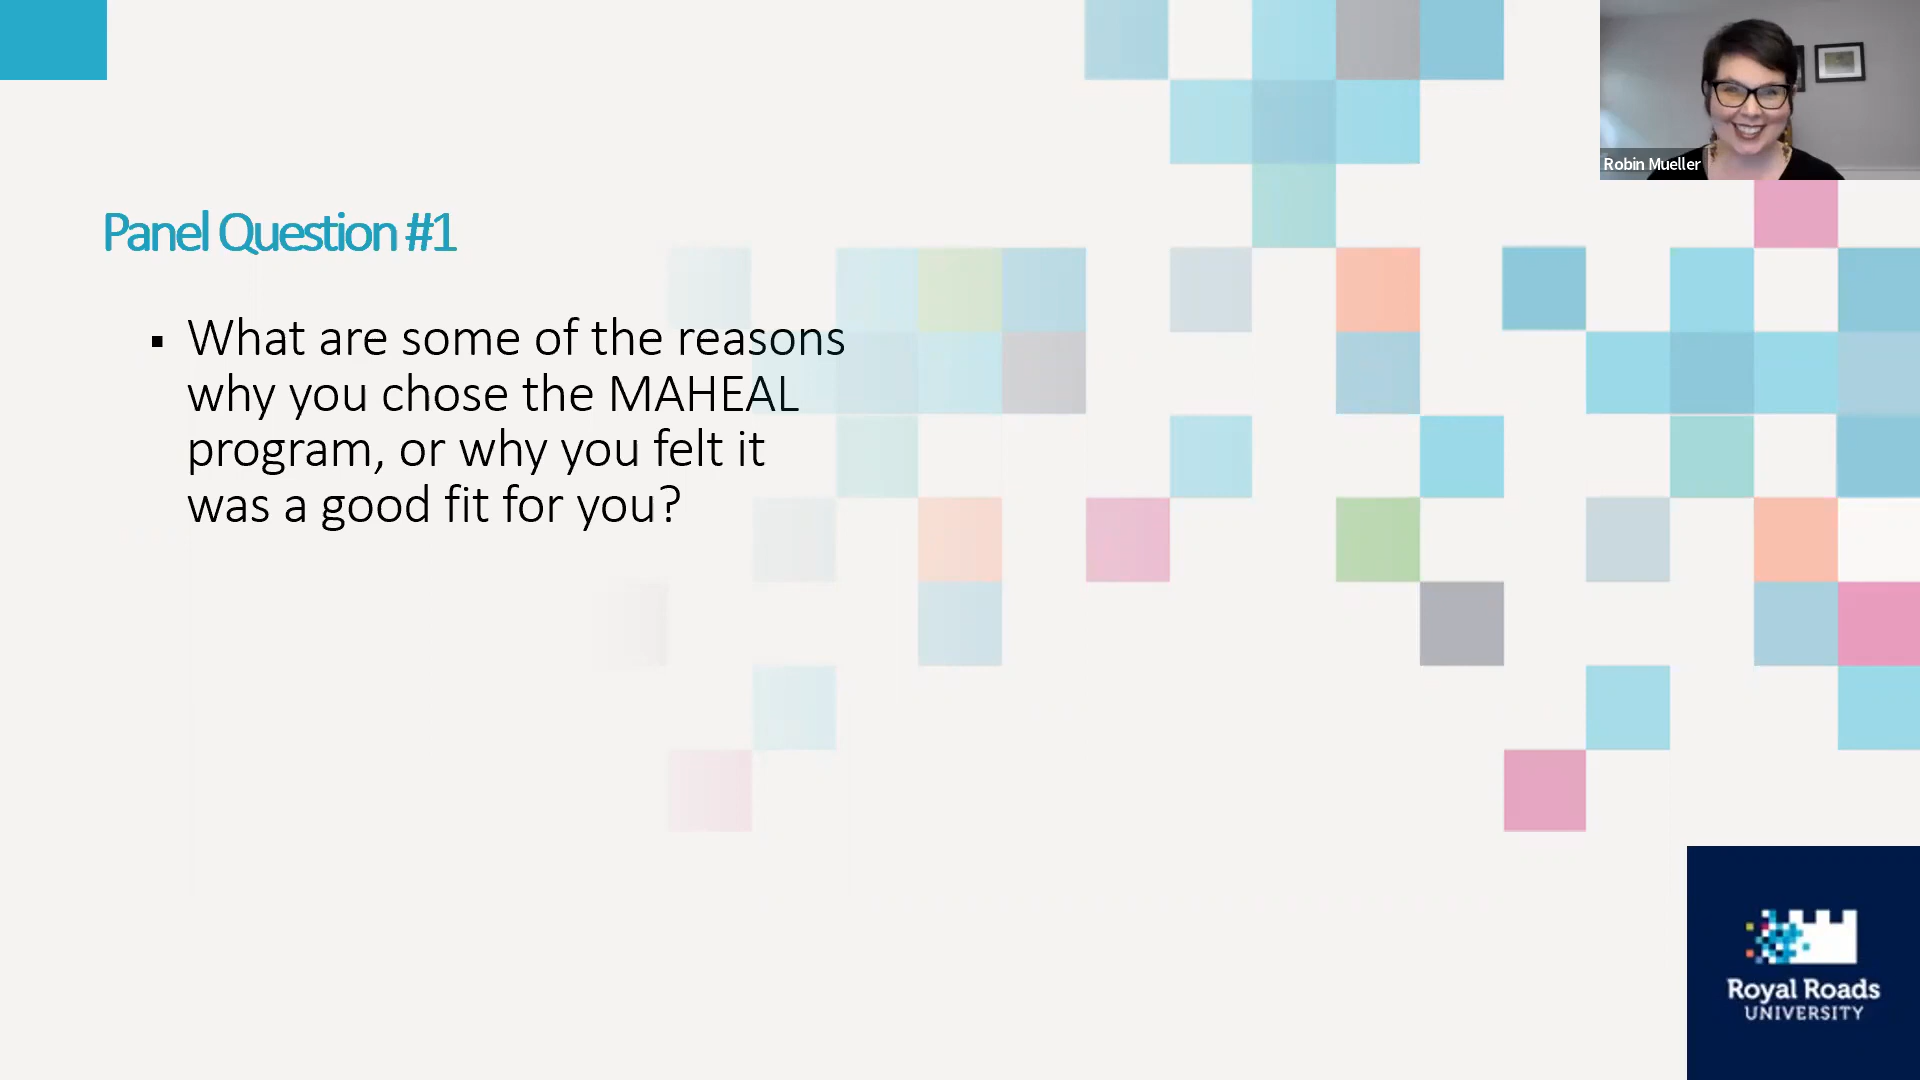 Robin Mueller
Panel Question #1
▪ What are some of the reasons
why you chose the MAHEAL
program, or why you felt it
was a good fit for you?
Royal Roads
UNIVERSITY